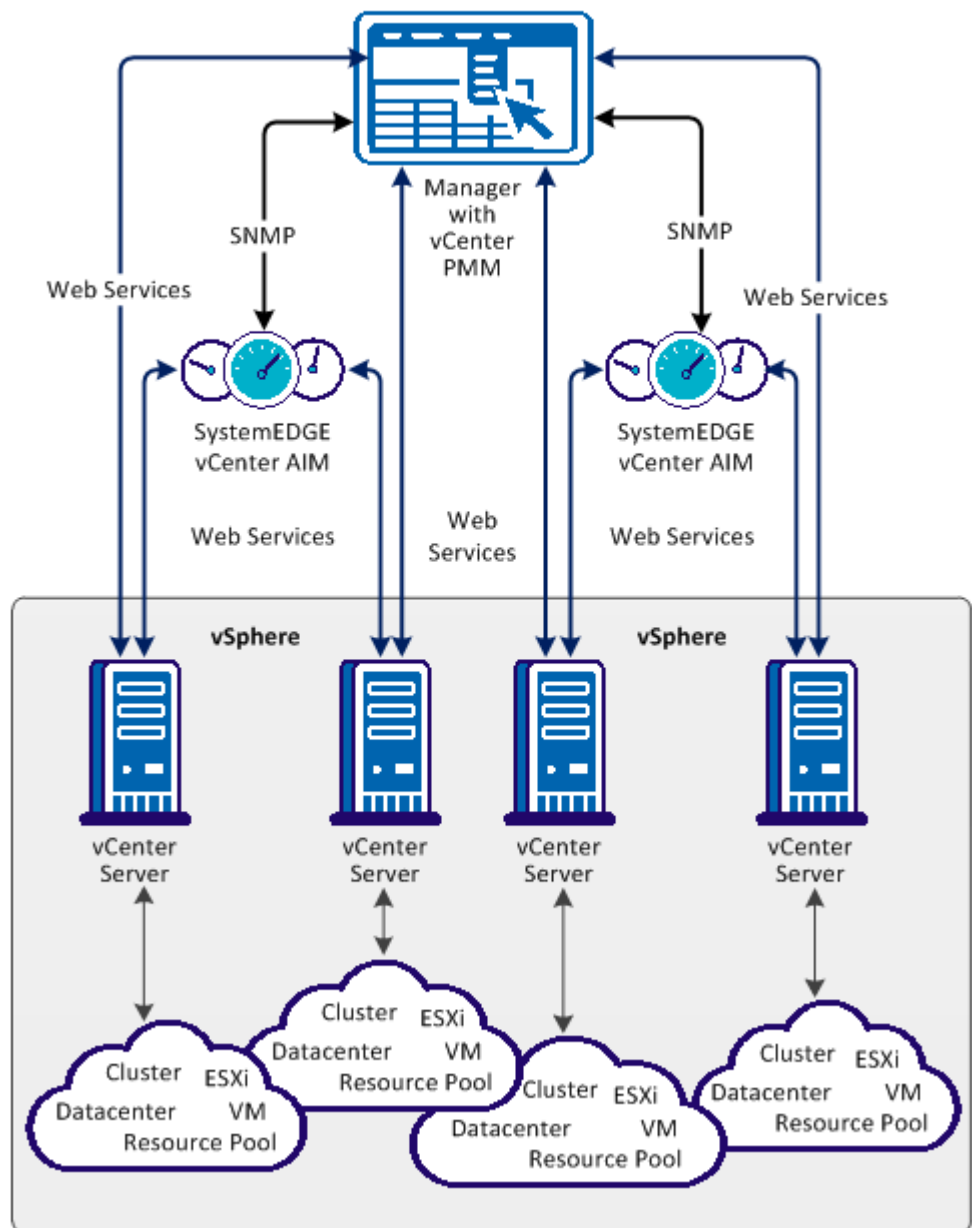 Manager
with
vCenter
PMM
SNMP
SNMP
Web Services
Web Services
SystemEDGE
vCenter AIM
SystemEDGE
vCenter AIM
Web Services
Web
Services
Web Services
vSphere
vSphere
vCenter
Server
vCenter
Server
vCenter
Server
vCenter
Server
Cluster ESXi
Datacenter VM
Resource Pool
Cluster ESXi
Datacenter VM
Resource Pool
Cluster ESXi
Datacenter VM
Resource Pool
Cluster ESXi
Datacenter VM
Resource Pool